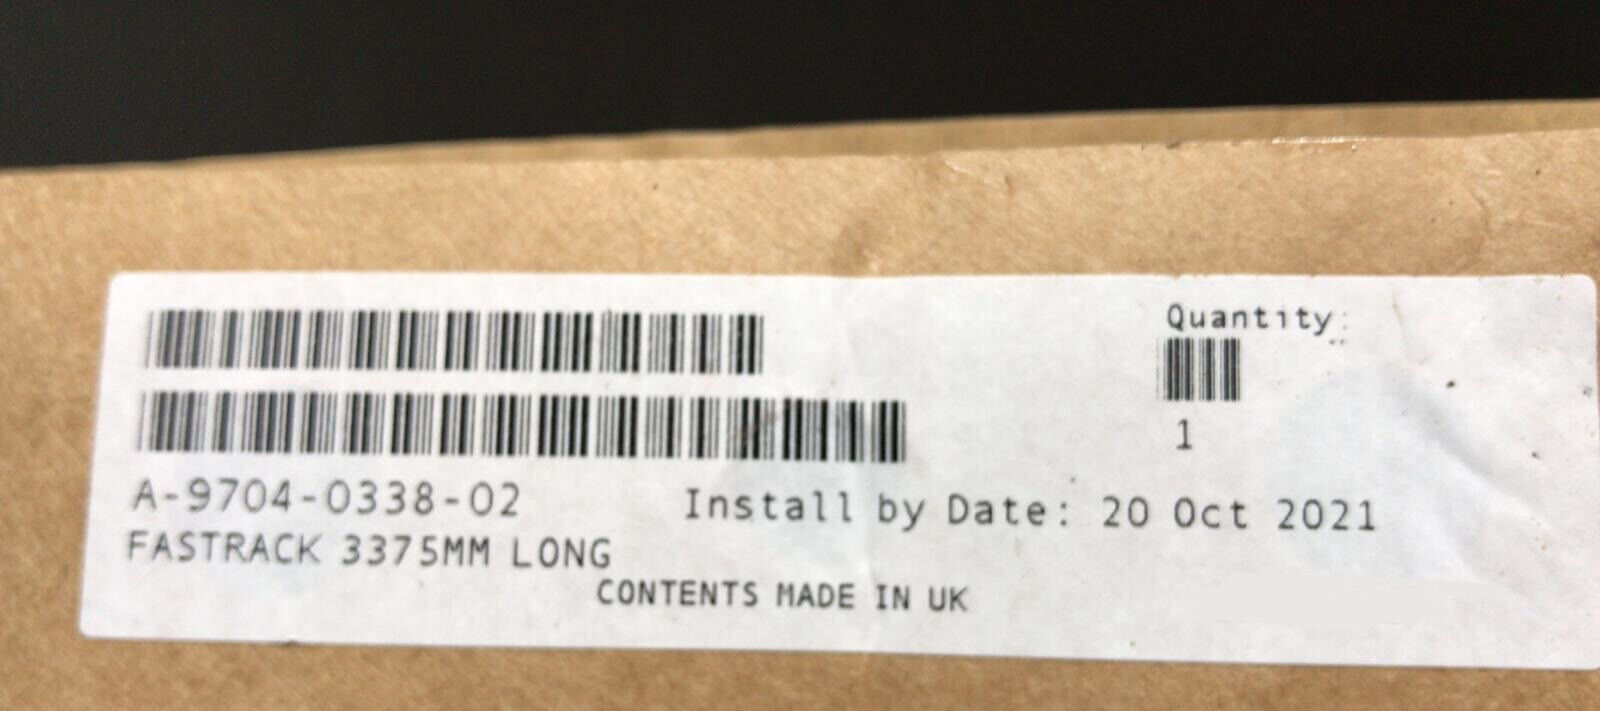 Quantity:
1
A-9704-0338-02 Install by Date: 20 Oct 2021
FASTRACK 3375MM LONG
CONTENTS MADE IN UK